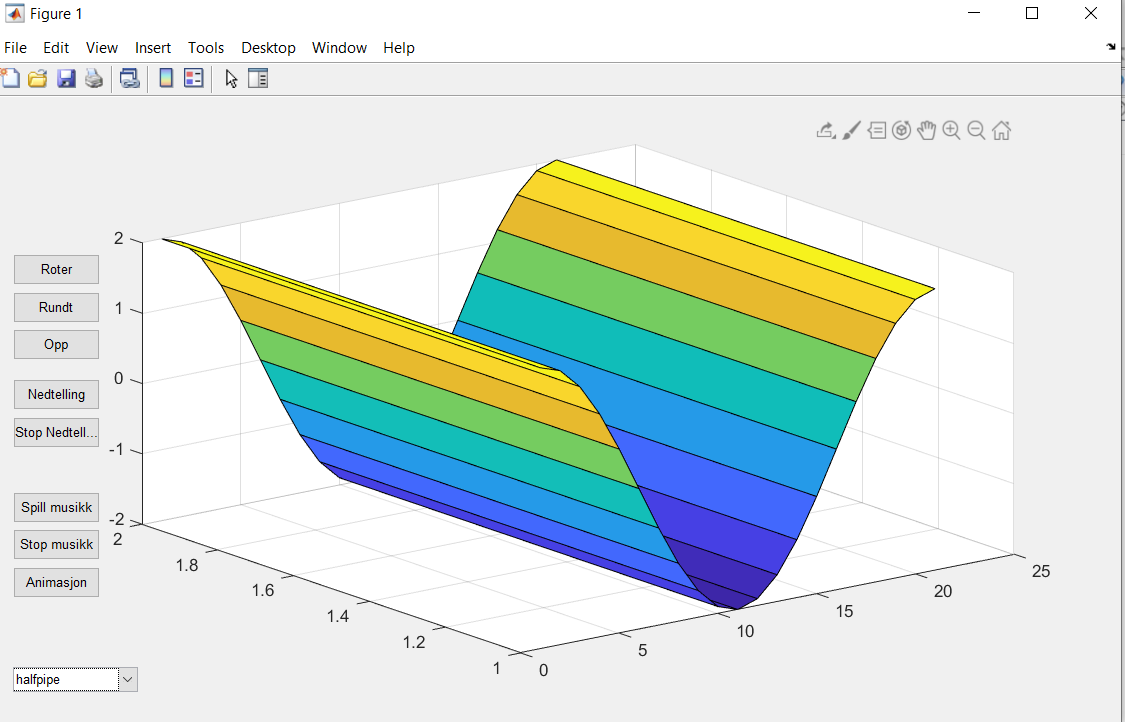 Figure 1
File Edit View Insert Tools Desktop Window Help
2
1
0
-1
-2
2
1.8
1.6
1.4
1.2
1
0
5
10
15
20
25
Roter
Rundt
Opp
Nedtelling
Stop Nedtell...
Spill musikk
Stop musikk
Animasjon
halfpipe